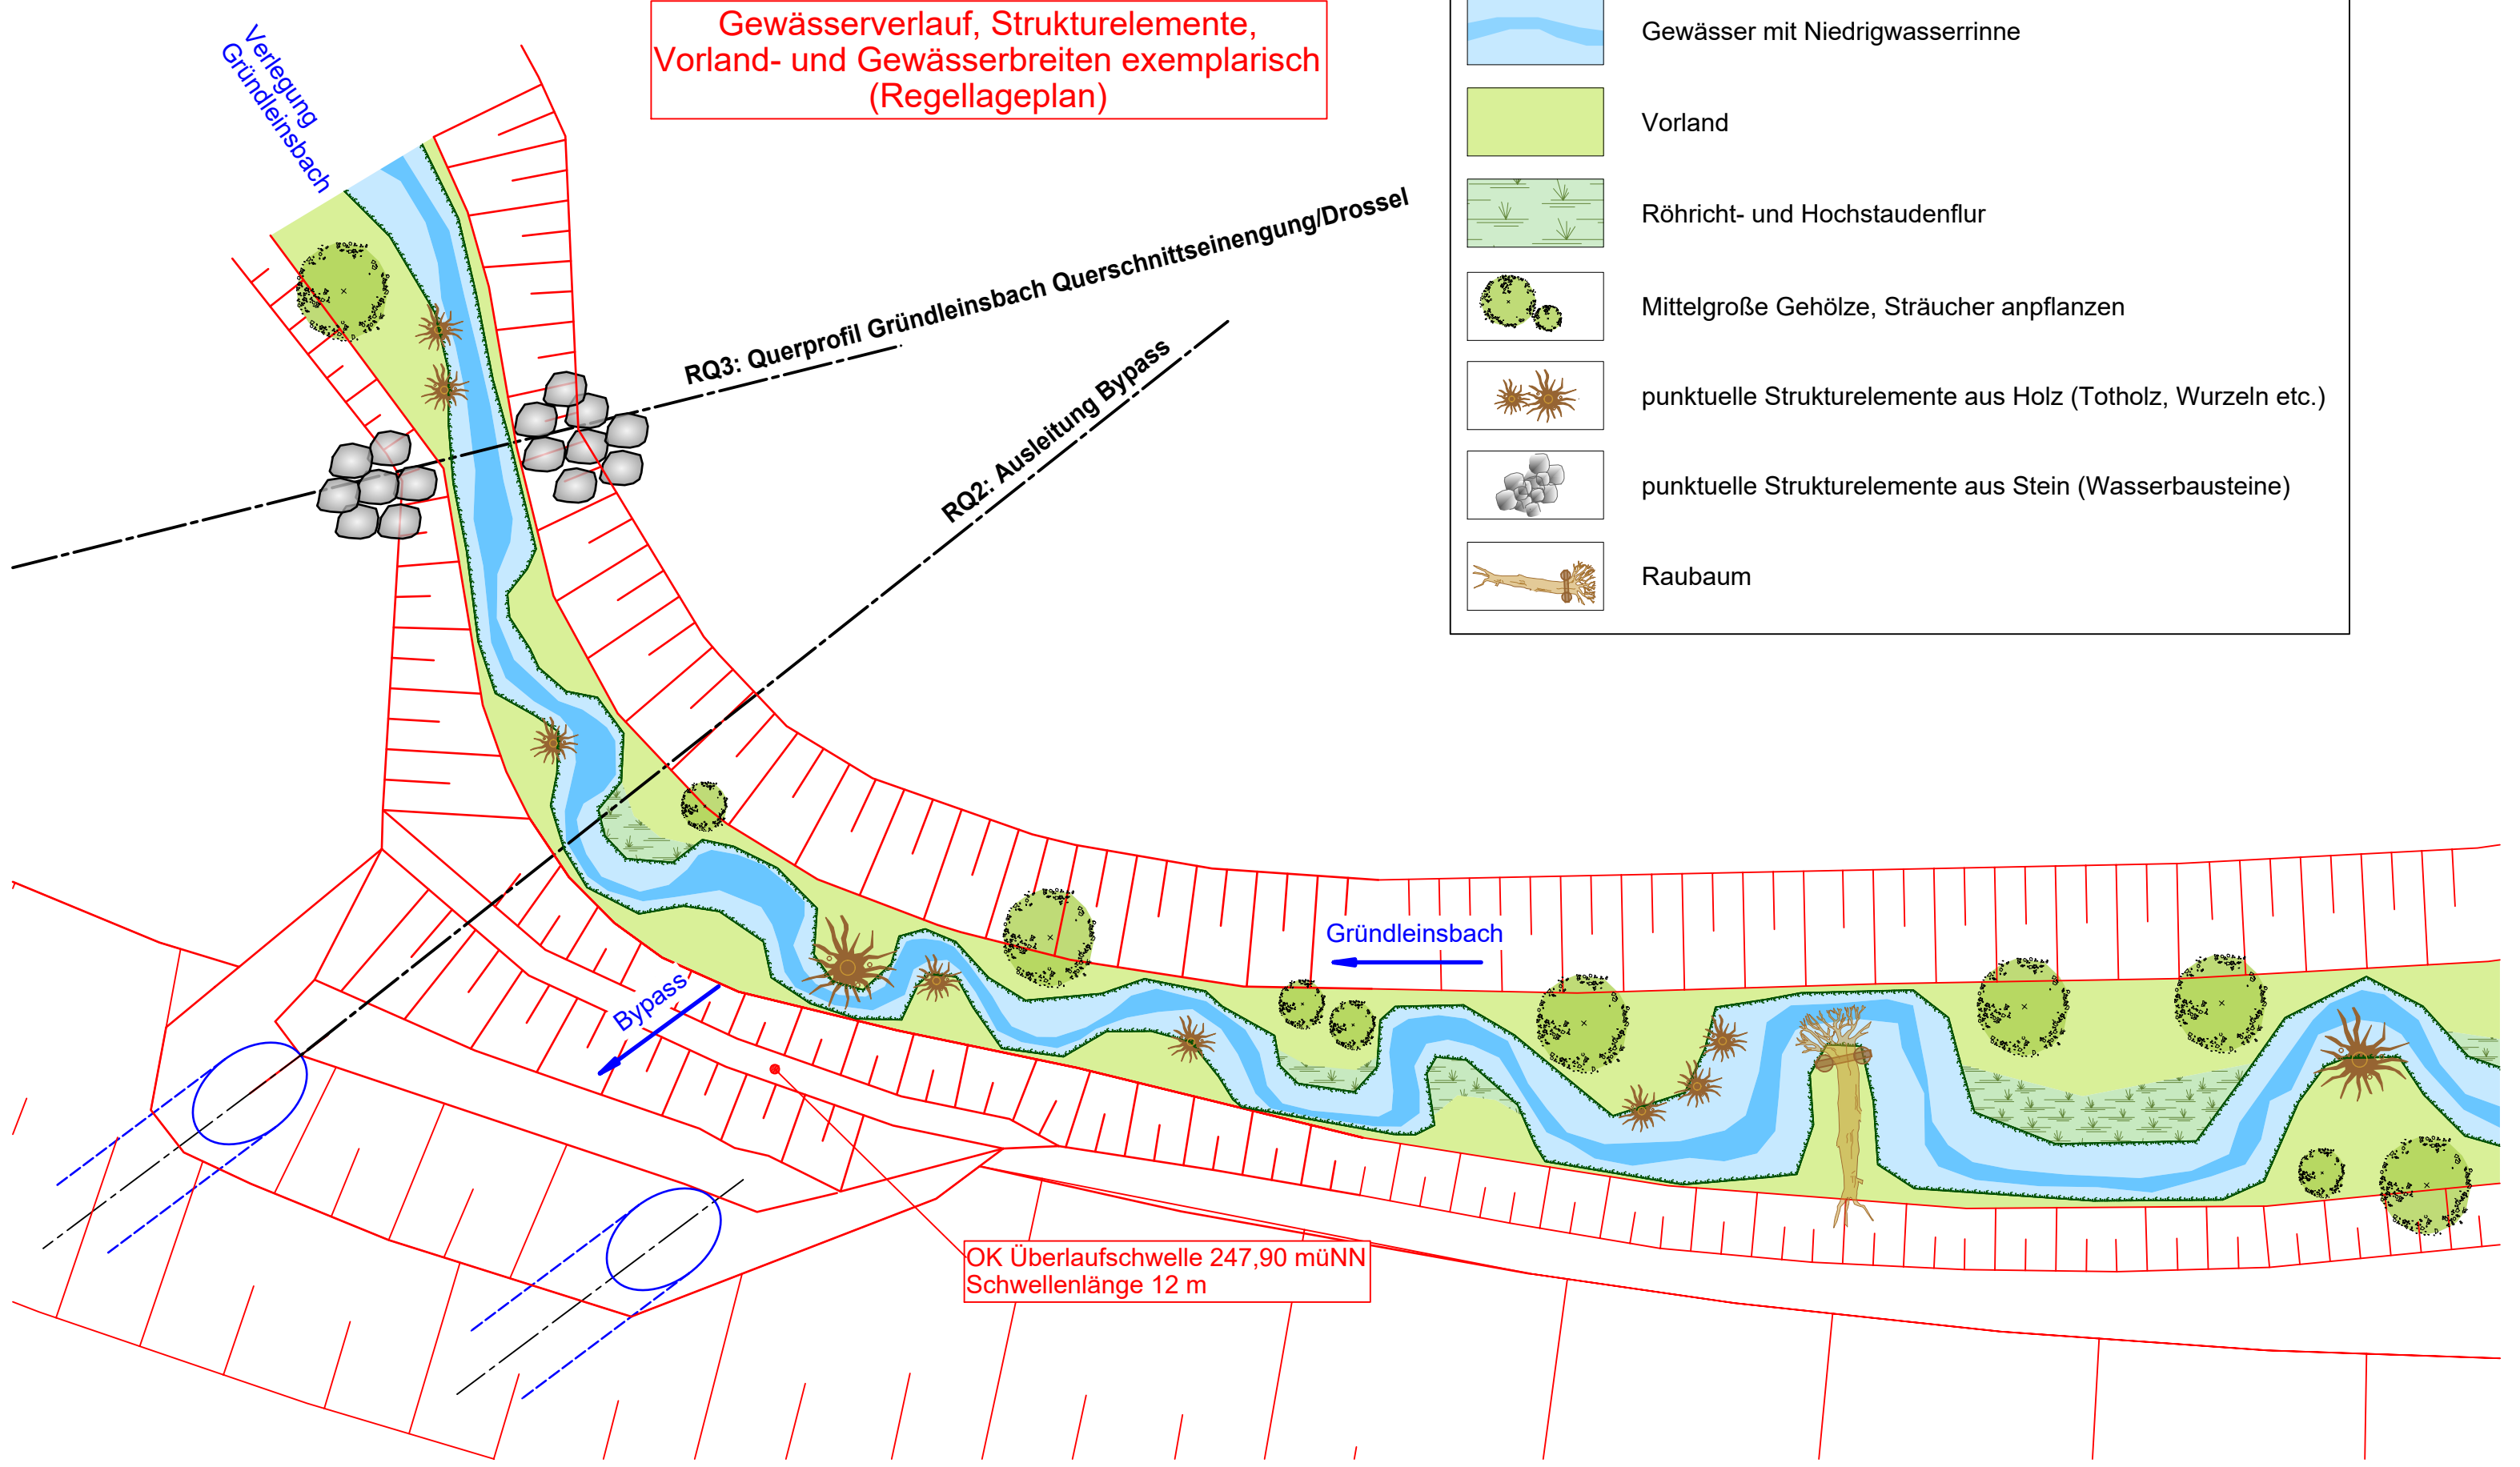 Gewässerverlauf, Strukturelemente,
Vorland- und Gewässerbreiten exemplarisch
(Regellageplan)
Verlegung
Gründleinsbach
RQ3: Querprofil Gründleinsbach Querschnittseinengung/Drossel
RQ2: Ausleitung Bypass
Gewässer mit Niedrigwasserrinne
Vorland
Röhricht- und Hochstaudenflur
Mittelgroße Gehölze, Sträucher anpflanzen
punktuelle Strukturelemente aus Holz (Totholz, Wurzeln etc.)
punktuelle Strukturelemente aus Stein (Wasserbausteine)
Raubaum
Gründleinsbach
Bypass
OK Überlaufschwelle 247,90 müNN
Schwellenlänge 12 m